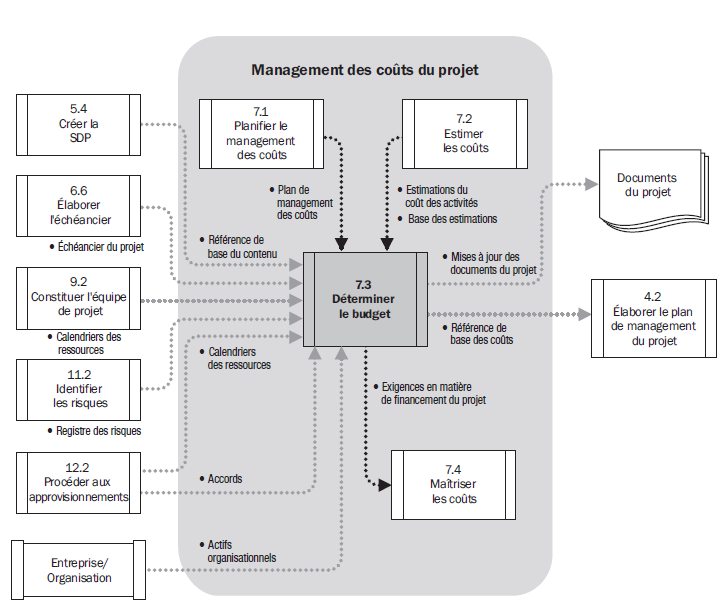 Management des coûts du projet
5.4
Créer la
SDP
7.1
Planifier le
management
des coûts
7.2
Estimer
les coûts
Documents
du projet
6.6
Élaborer
l'échéancier
• Échéancier du projet
• Plan de
management
des coûts
• Estimations du
coût des activités
• Base des estimations
• Référence de
base du contenu
• Mises à jour des
documents du projet
9.2
Constituer l'équipe
de projet
• Calendriers des
ressources
7.3
Déterminer
le budget
4.2
Élaborer le plan
de management
du projet
• Référence de
base des coûts
• Calendriers
des ressources
11.2
Identifier
les risques
• Registre des risques
• Exigences en matière
de financement du projet
12.2
Procéder aux
approvisionnements
• Accords
7.4
Maîtriser
les coûts
Entreprise/
Organisation
• Actifs
organisationnels